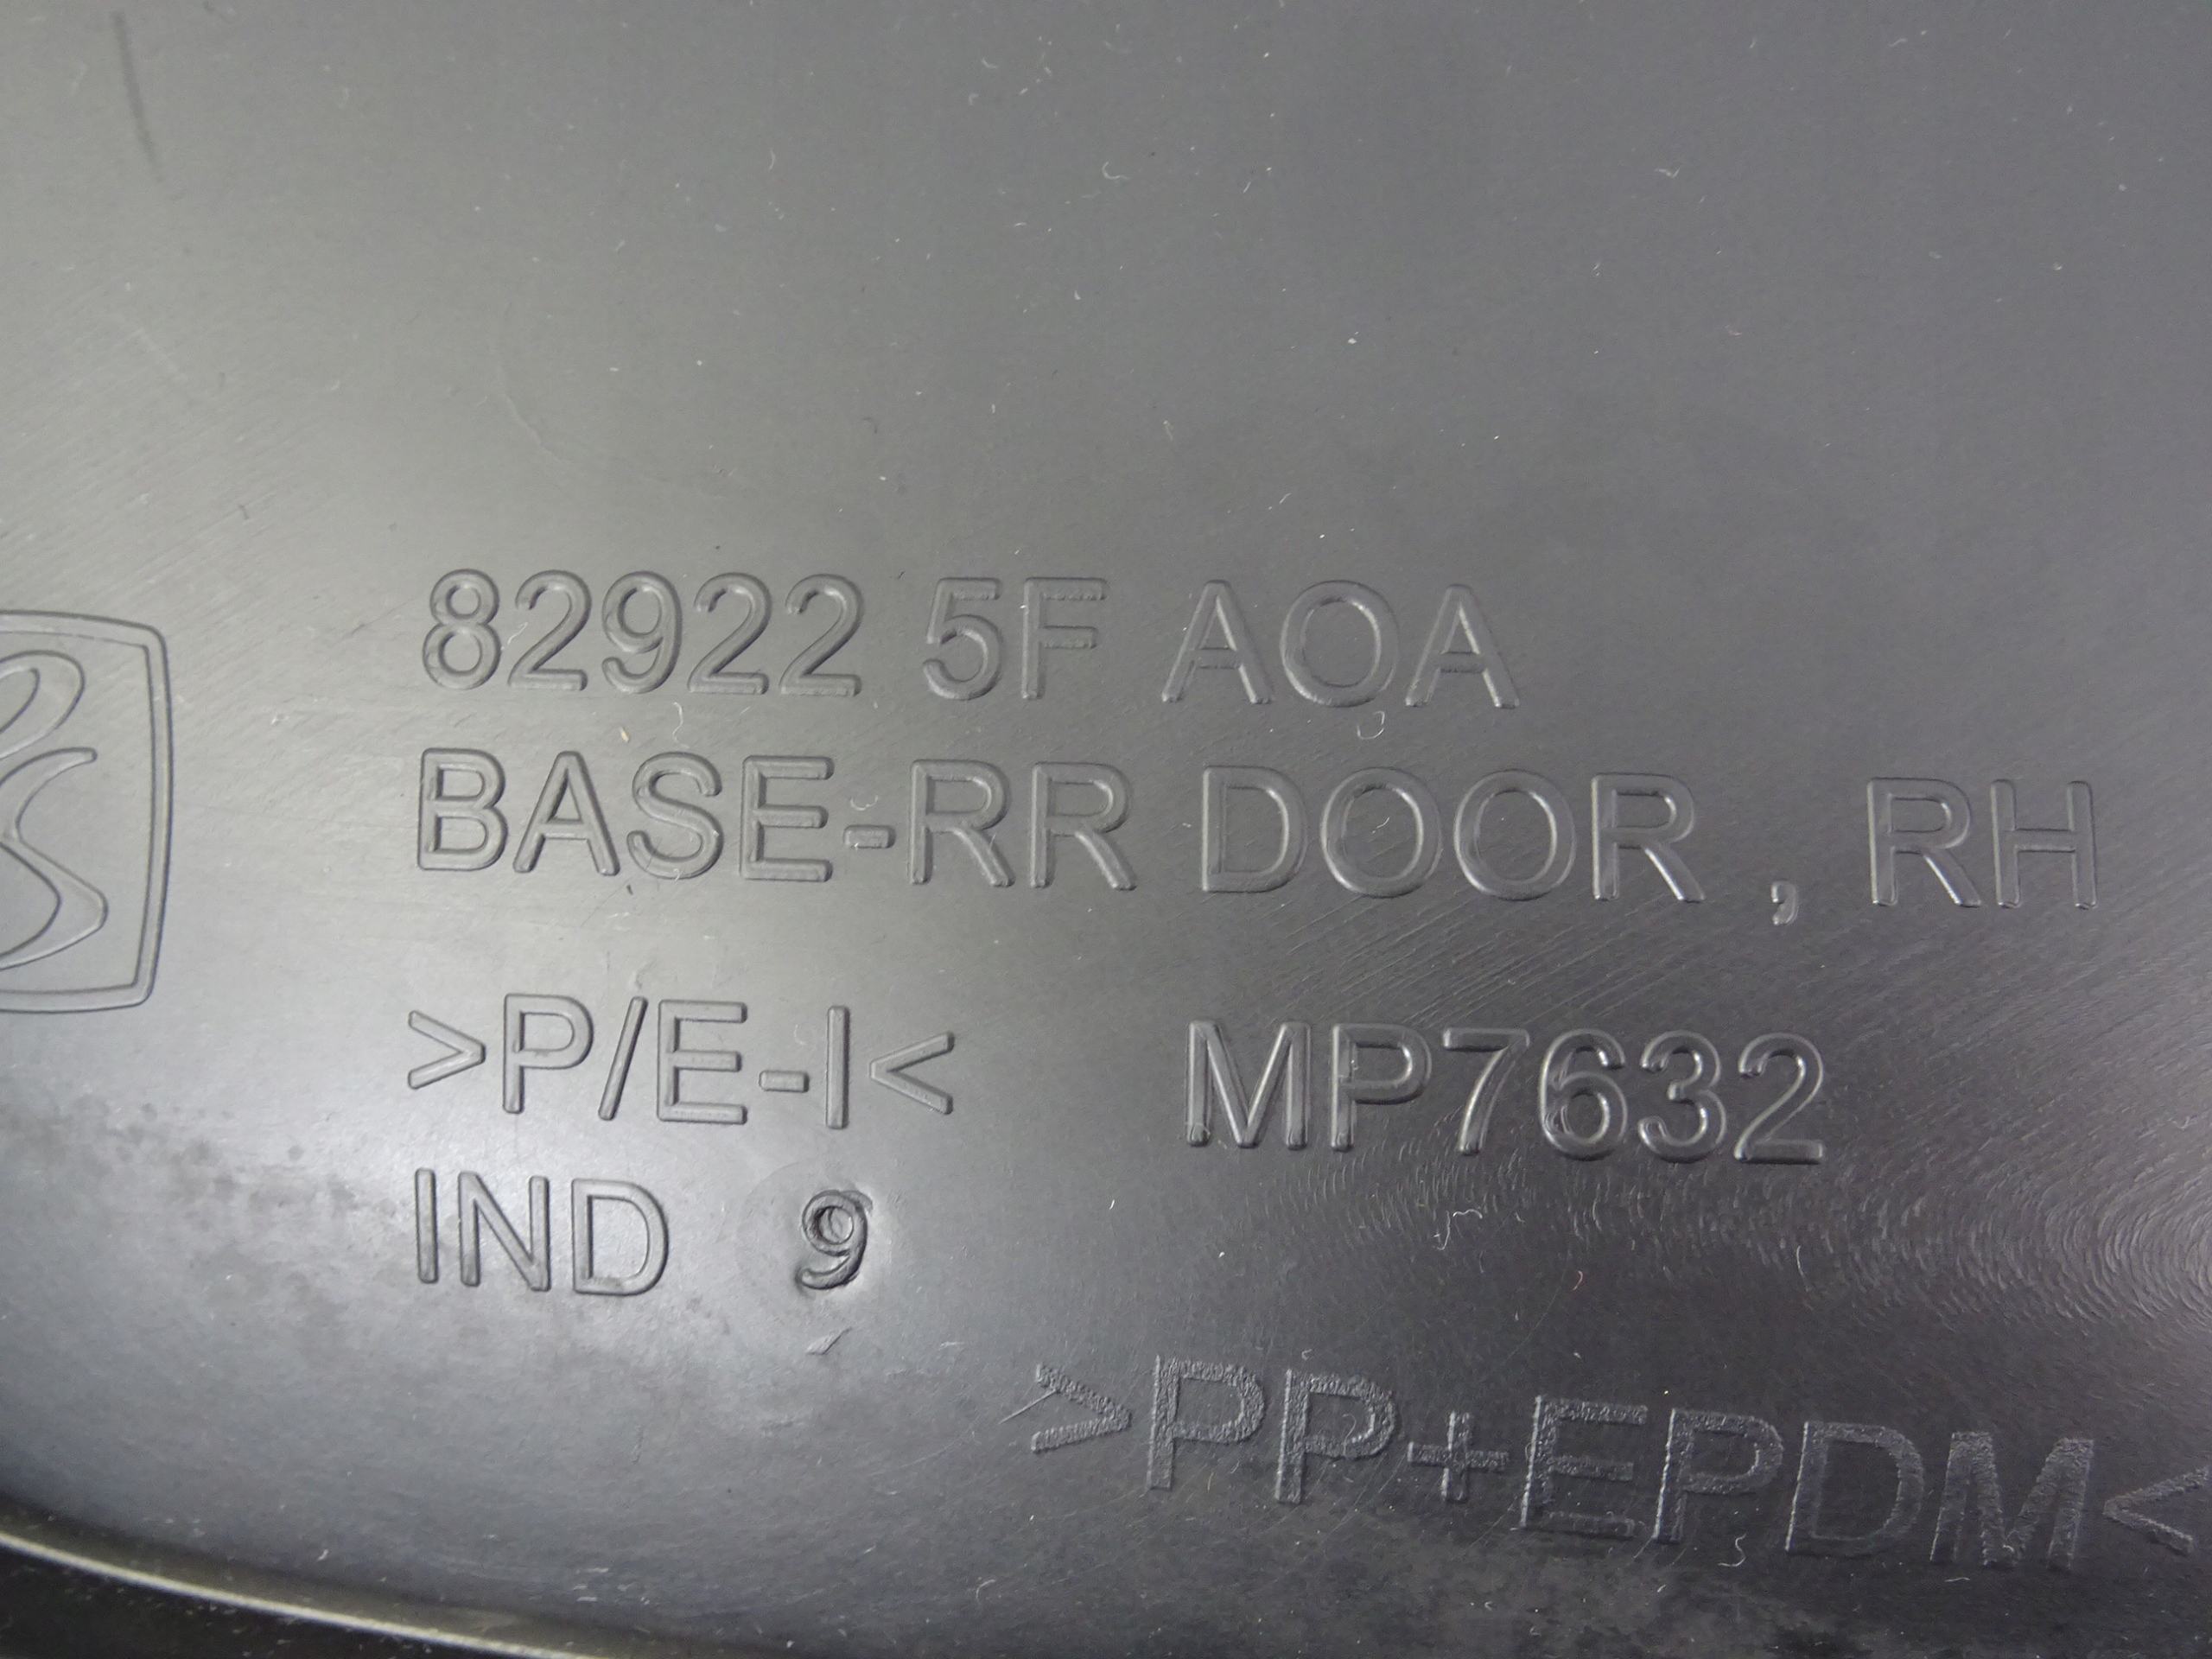 82922 5F AOA
BASE-RR DOOR , RH
>P/E-I< MP7632
IND 9
>PP+EPDM<